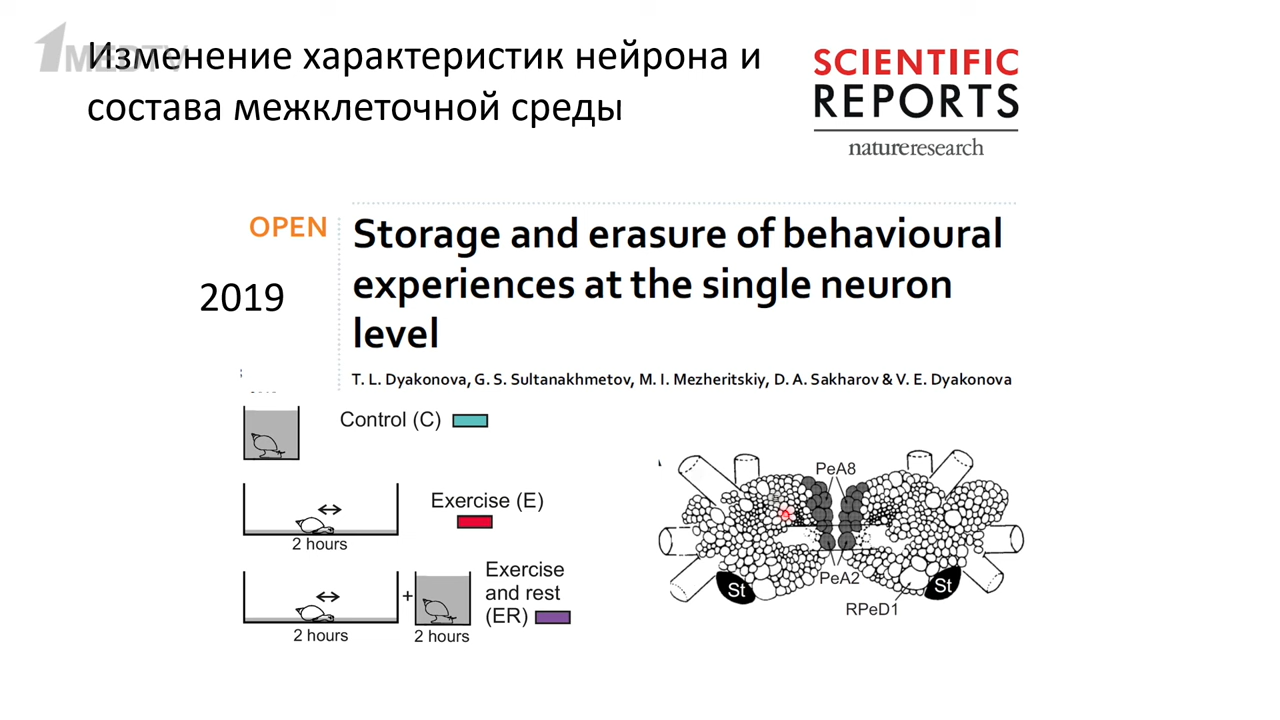 1MEDTV
Изменение характеристик нейрона и
состава межклеточной среды
SCIENTIFIC
REPORTS
natureresearch
OPEN
Storage and erasure of behavioural
experiences at the single neuron
level
2019
T. L. Dyakonova, G. S. Sultanakhmetov, M. I. Mezheritskiy, D. A. Sakharov & V. E. Dyakonova
Control (C)
Exercise (E)
2 hours
Exercise
and rest
(ER)
+
2 hours
2 hours
PeA8
PeA2
St
St
RPeD1